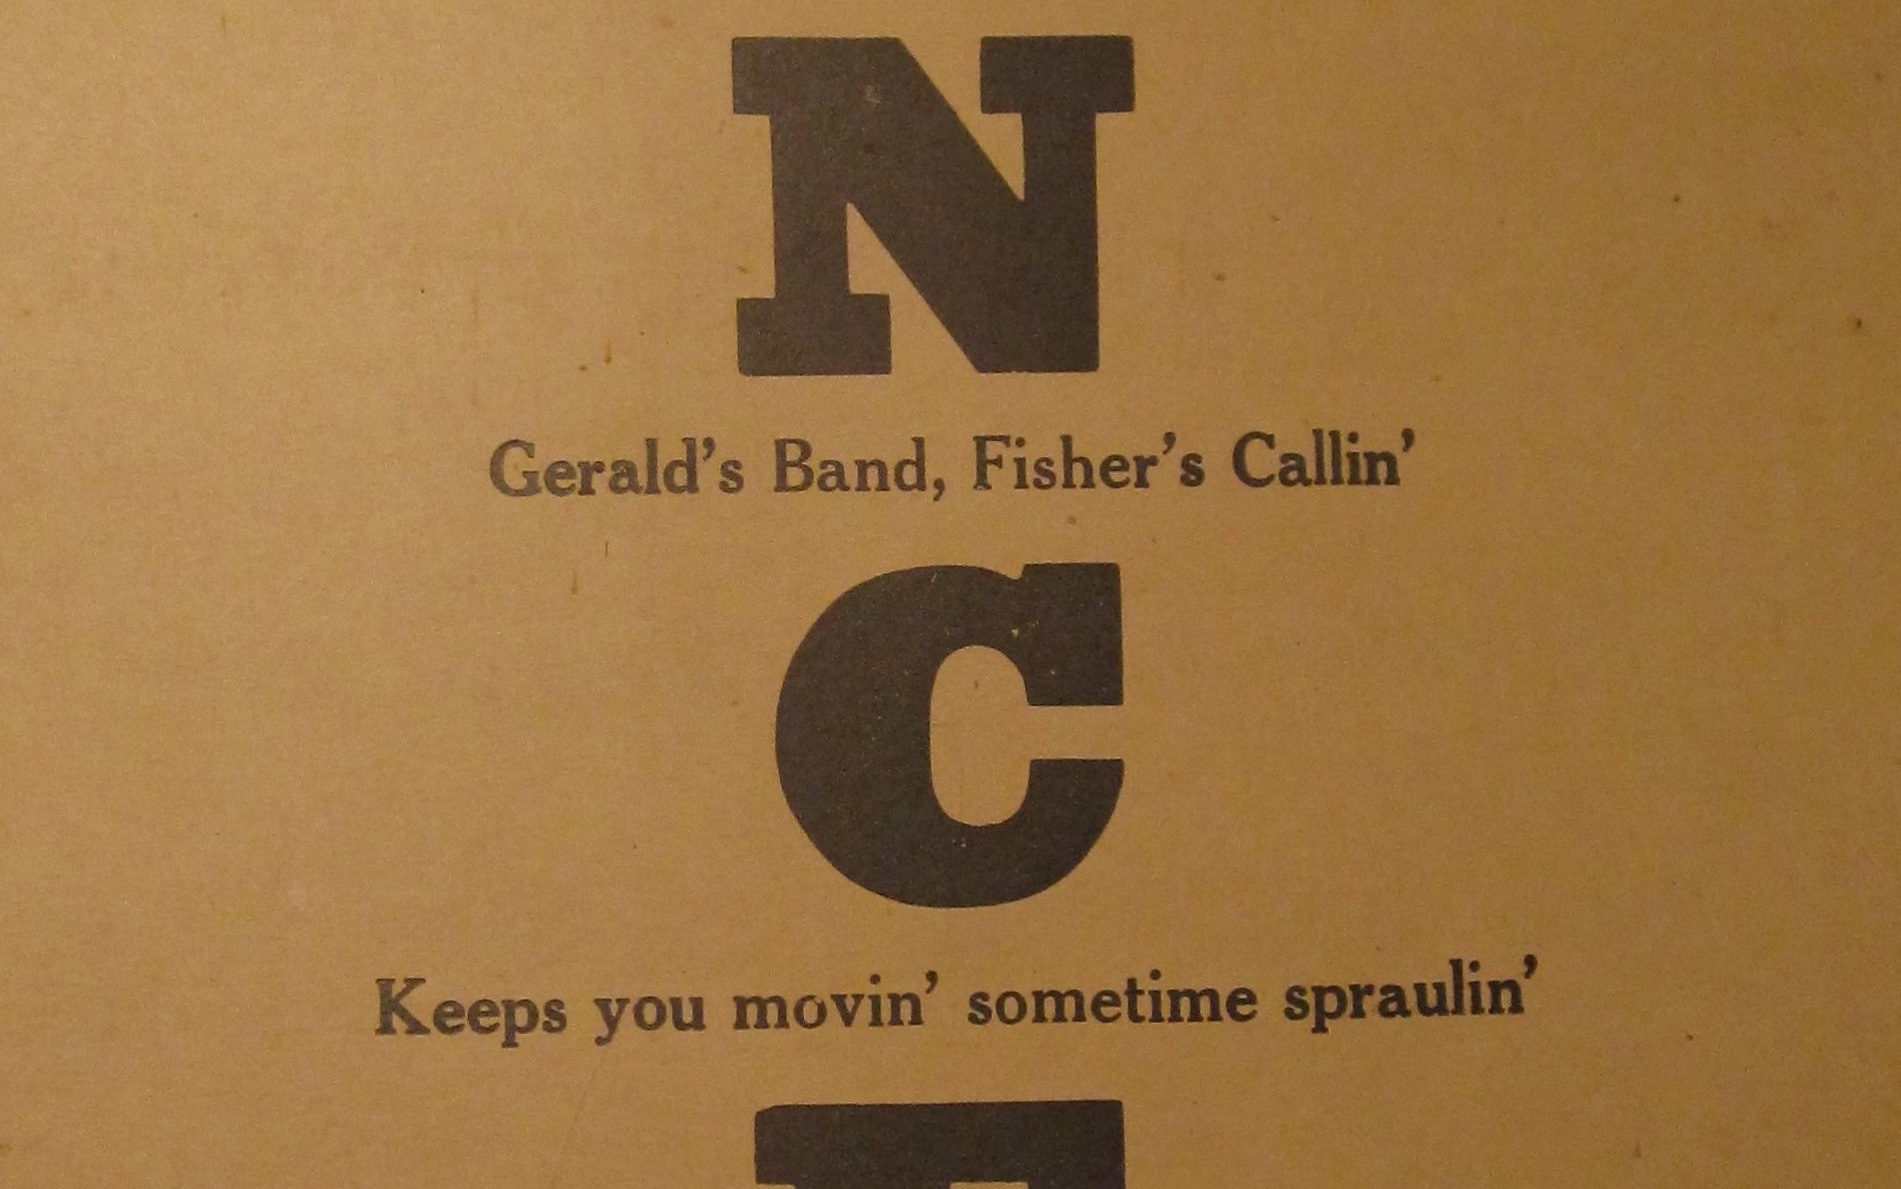 N
Gerald's Band, Fisher's Callin'
C
Keeps you movin' sometime spraulin'